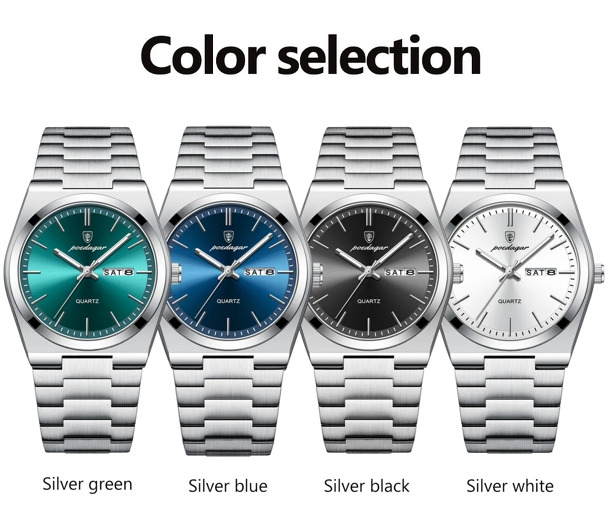 Color selection
poedagar
SAT 8
QUARTZ
poedagar
SAT 8
QUARTZ
poedagar
SAT 8
QUARTZ
poedagar
SAT 8
QUARTZ
Silver green
Silver blue
Silver black
Silver white